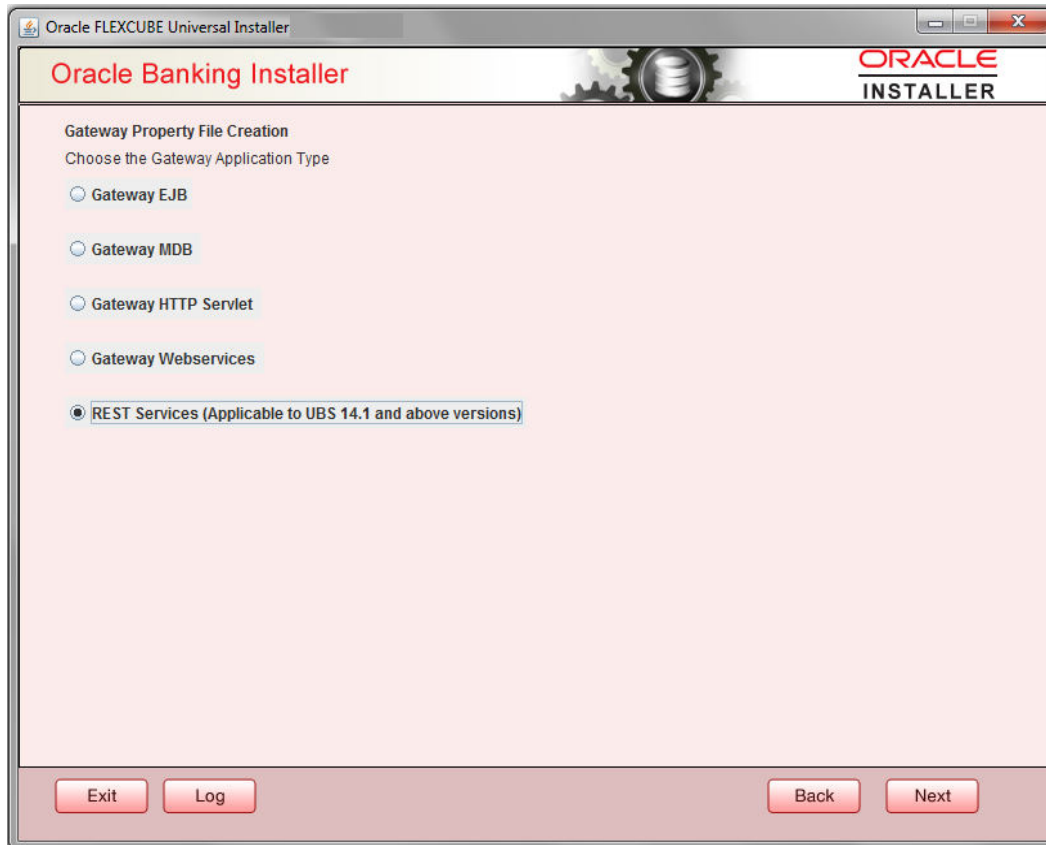 Oracle FLEXCUBE Universal Installer
Oracle Banking Installer
ORACLE
INSTALLER
Gateway Property File Creation
Choose the Gateway Application Type
Gateway EJB
Gateway MDB
Gateway HTTP Servlet
Gateway Webservices
REST Services (Applicable to UBS 14.1 and above versions)
Exit Log Back Next